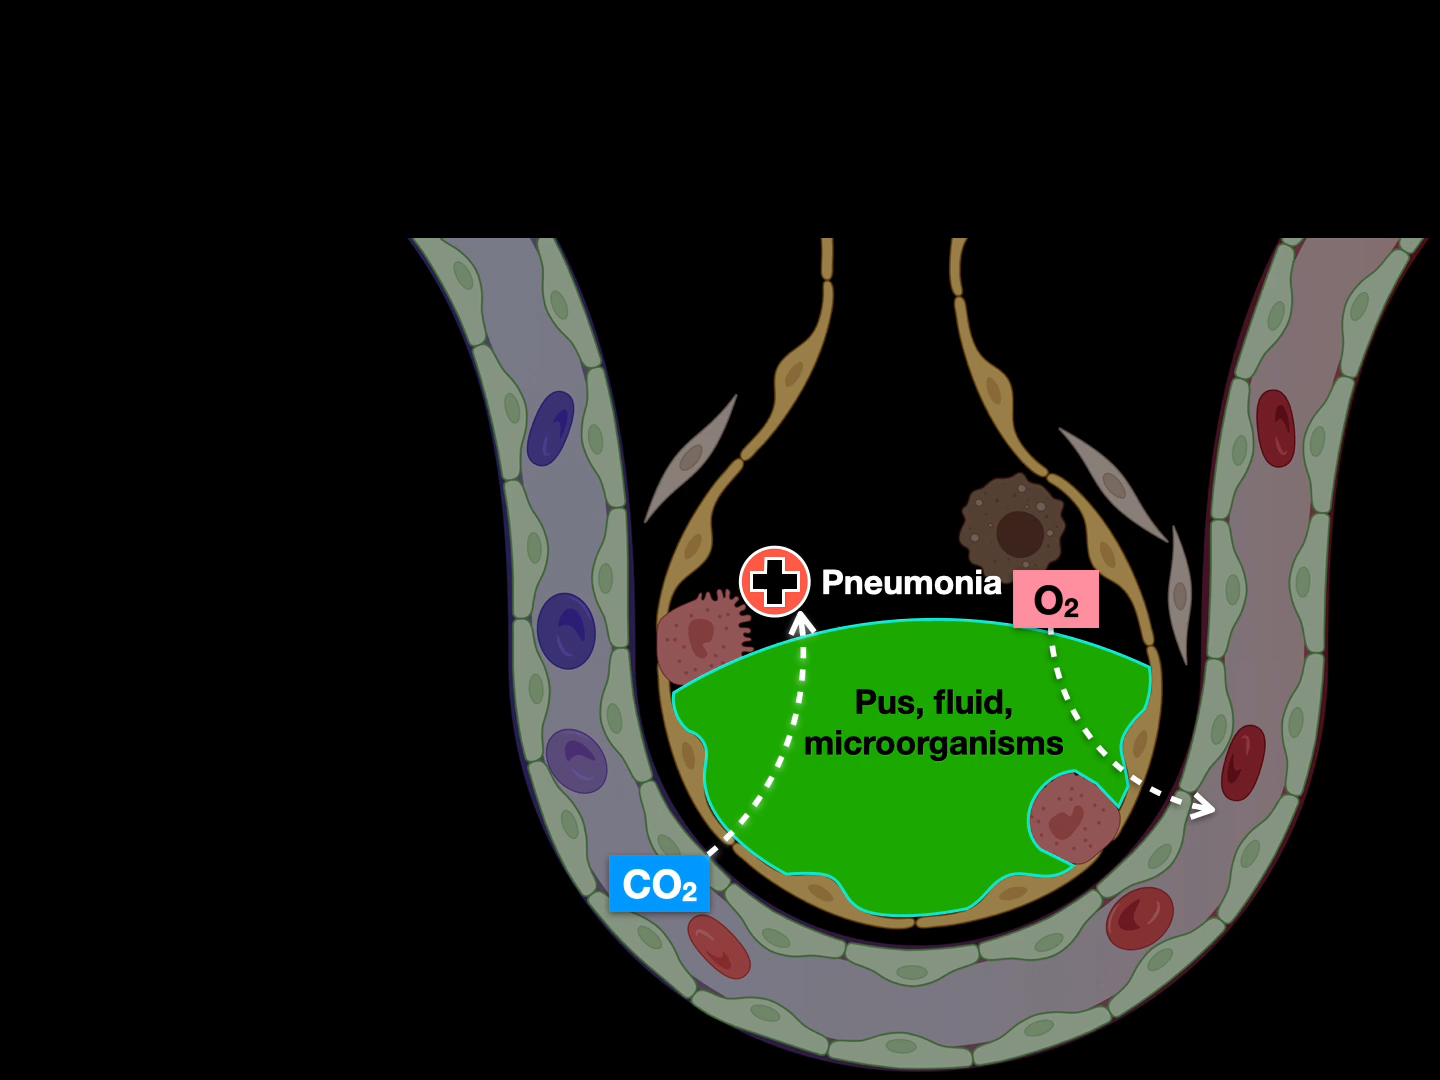 Pneumonia
O₂
Pus, fluid,
microorganisms
CO₂